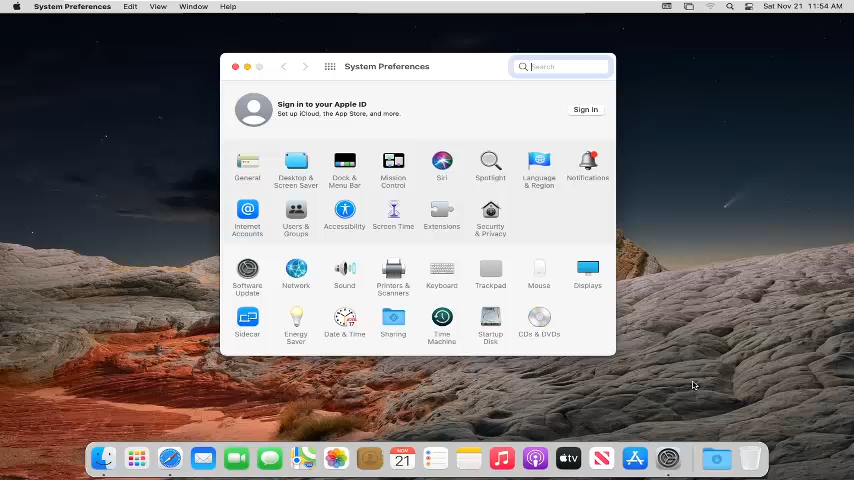 System Preferences Edit View Window Help
Sat Nov 21 11:54 AM
System Preferences
Search
Sign in to your Apple ID
Set up iCloud, the App Store, and more.
Sign In
General
Desktop &
Screen Saver
Dock &
Menu Bar
Mission
Control
Siri
Spotlight
Language
& Region
Notifications
Internet
Accounts
Users &
Groups
Accessibility
Screen Time
Extensions
Security
& Privacy
Software
Update
Network
Sound
Printers &
Scanners
Keyboard
Trackpad
Mouse
Displays
Sidecar
Energy
Saver
Date & Time
Sharing
Time
Machine
Startup
Disk
CDs & DVDs
NOV
21
tv